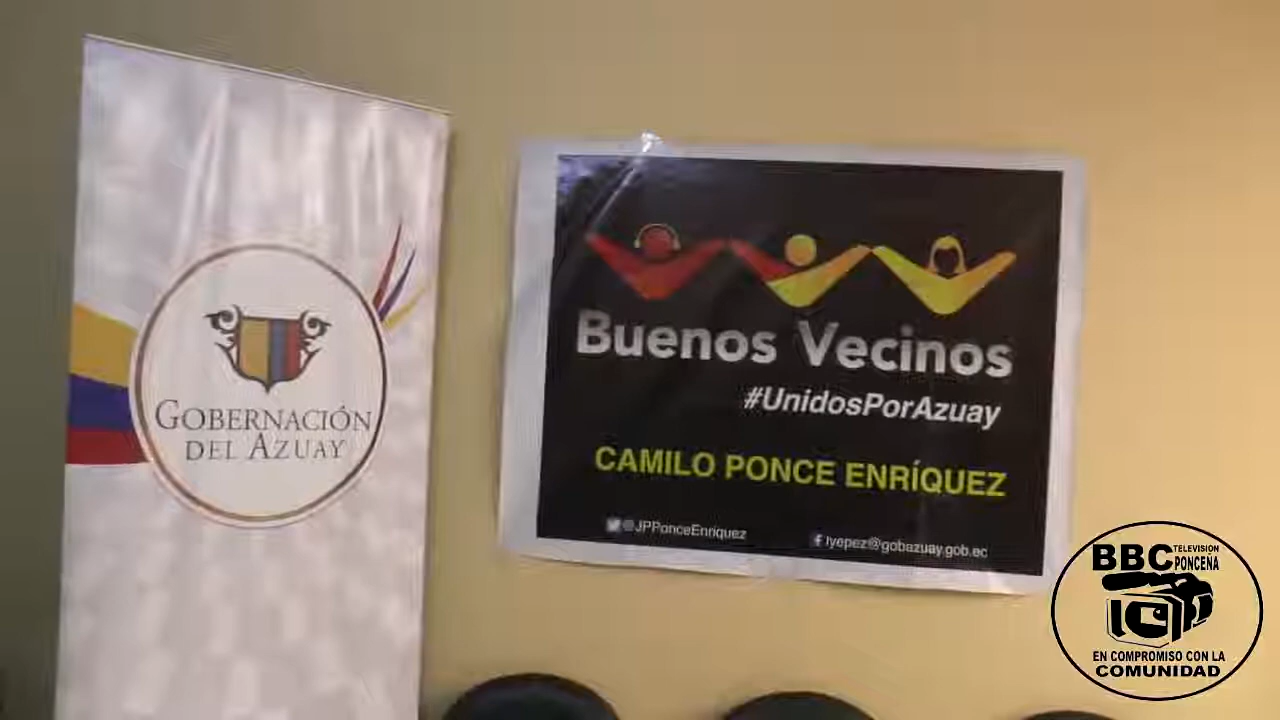 GOBERNACIÓN
DEL AZUAY
Buenos Vecinos
#UnidosPorAzuay
CAMILO PONCE ENRÍQUEZ
@JPPonceEnriquez
lyepez@gobazuay.gob.ec
BBC TELEVISION
PONCEÑA
EN COMPROMISO CON LA
COMUNIDAD